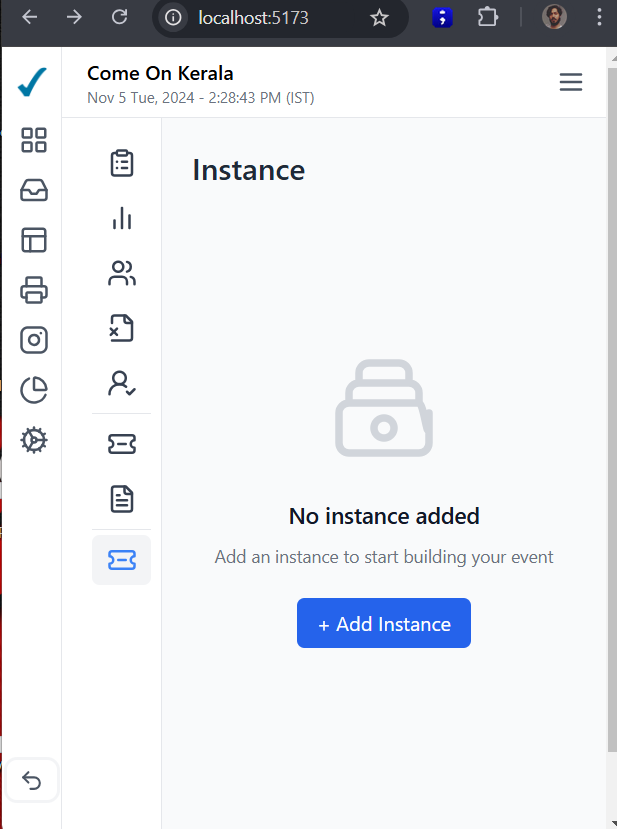 localhost:5173
Come On Kerala
Nov 5 Tue, 2024 - 2:28:43 PM (IST)
Instance
No instance added
Add an instance to start building your event
+ Add Instance